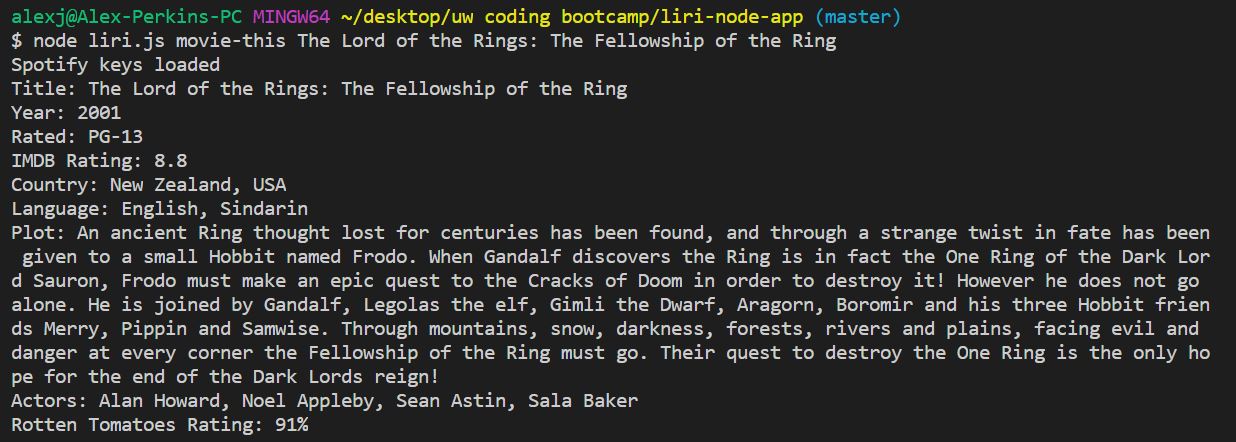 alexj@Alex-Perkins-PC MINGW64 ~/desktop/uw coding bootcamp/liri-node-app (master)
$ node liri.js movie-this The Lord of the Rings: The Fellowship of the Ring
Spotify keys loaded
Title: The Lord of the Rings: The Fellowship of the Ring
Year: 2001
Rated: PG-13
IMDB Rating: 8.8
Country: New Zealand, USA
Language: English, Sindarin
Plot: An ancient Ring thought lost for centuries has been found, and through a strange twist in fate has been
 given to a small Hobbit named Frodo. When Gandalf discovers the Ring is in fact the One Ring of the Dark Lor
d Sauron, Frodo must make an epic quest to the Cracks of Doom in order to destroy it! However he does not go
alone. He is joined by Gandalf, Legolas the elf, Gimli the Dwarf, Aragorn, Boromir and his three Hobbit frien
ds Merry, Pippin and Samwise. Through mountains, snow, darkness, forests, rivers and plains, facing evil and
danger at every corner the Fellowship of the Ring must go. Their quest to destroy the One Ring is the only ho
pe for the end of the Dark Lords reign!
Actors: Alan Howard, Noel Appleby, Sean Astin, Sala Baker
Rotten Tomatoes Rating: 91%